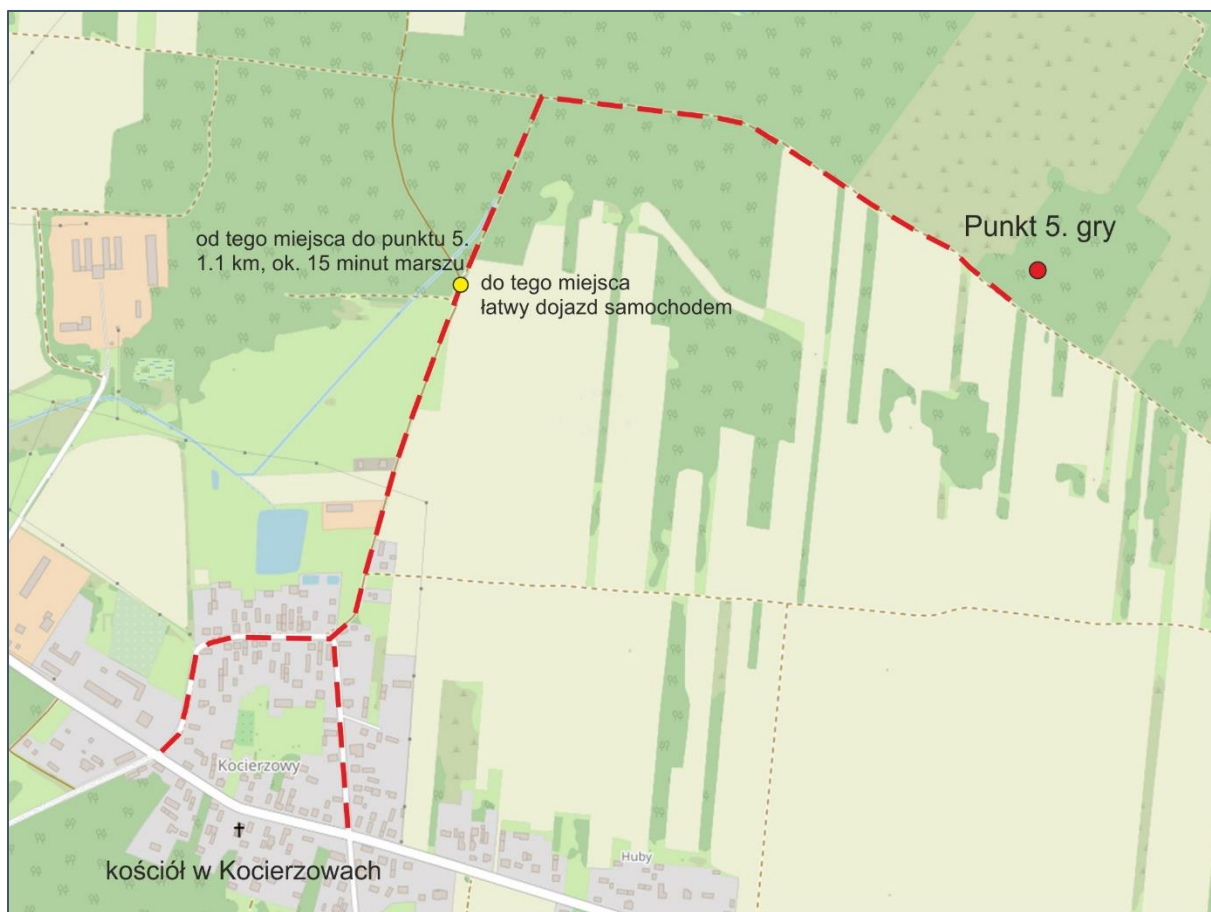 Punkt 5. gry
od tego miejsca do punktu 5.
1.1 km, ok. 15 minut marszu
do tego miejsca
łatwy dojazd samochodem
Kocierzowy
kościół w Kocierzowach
Huby